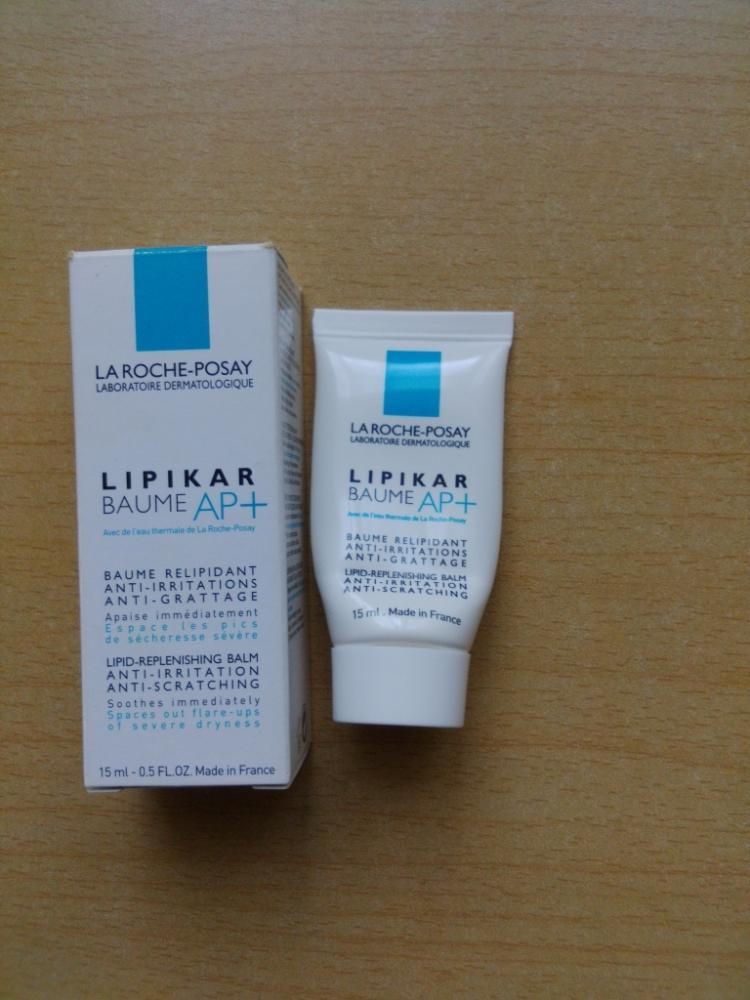 LA ROCHE-POSAY
LABORATOIRE DERMATOLOGIQUE
LIPIKAR
BAUME AP+
Avec de l'eau thermale de La Roche-Posay
BAUME RELIPIDANT
ANTI-IRRITATIONS
ANTI-GRATTAGE
Apaise immédiatement
Espace les pics
de sécheresse sévère
LIPID-REPLENISHING BALM
ANTI-IRRITATION
ANTI-SCRATCHING
Soothes immediately
Spaces out flare-ups
of severe dryness
15 ml - 0.5 FL.OZ. Made in France
LA ROCHE-POSAY
LABORATOIRE DERMATOLOGIQUE
LIPIKAR
BAUME AP+
Avec de l'eau thermale de La Roche-Posay
BAUME RELIPIDANT
ANTI-IRRITATIONS
ANTI-GRATTAGE
LIPID-REPLENISHING BALM
ANTI-IRRITATION
ANTI-SCRATCHING
15 ml . Made in France